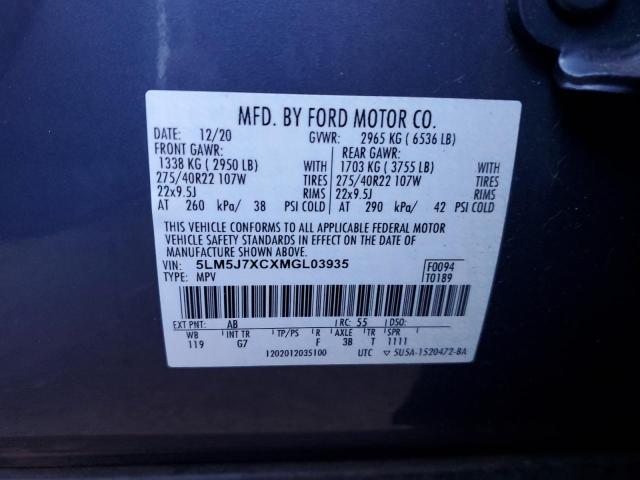 MFD. BY FORD MOTOR CO.
DATE: 12/20 GVWR: 2965 KG ( 6536 LB)
FRONT GAWR: REAR GAWR:
1338 KG ( 2950 LB) WITH 1703 KG ( 3755 LB) WITH
275/40R22 107W TIRES 275/40R22 107W TIRES
22x9.5J RIMS 22x9.5J RIMS
AT 260 kPa/ 38 PSI COLD AT 290 kPa/ 42 PSI COLD
THIS VEHICLE CONFORMS TO ALL APPLICABLE FEDERAL MOTOR
VEHICLE SAFETY STANDARDS IN EFFECT ON THE DATE OF
MANUFACTURE SHOWN ABOVE.
VIN: 5LM5J7XCXMGL03935 F0094
TYPE: MPV T0189
EXT PNT: AB RC: 55 DSO:
WB INT TR TP/PS R AXLE TR SPR
119 G7 F 3B T 1111
1202012035100 UTC ▽ 5U5A-1520472-BA